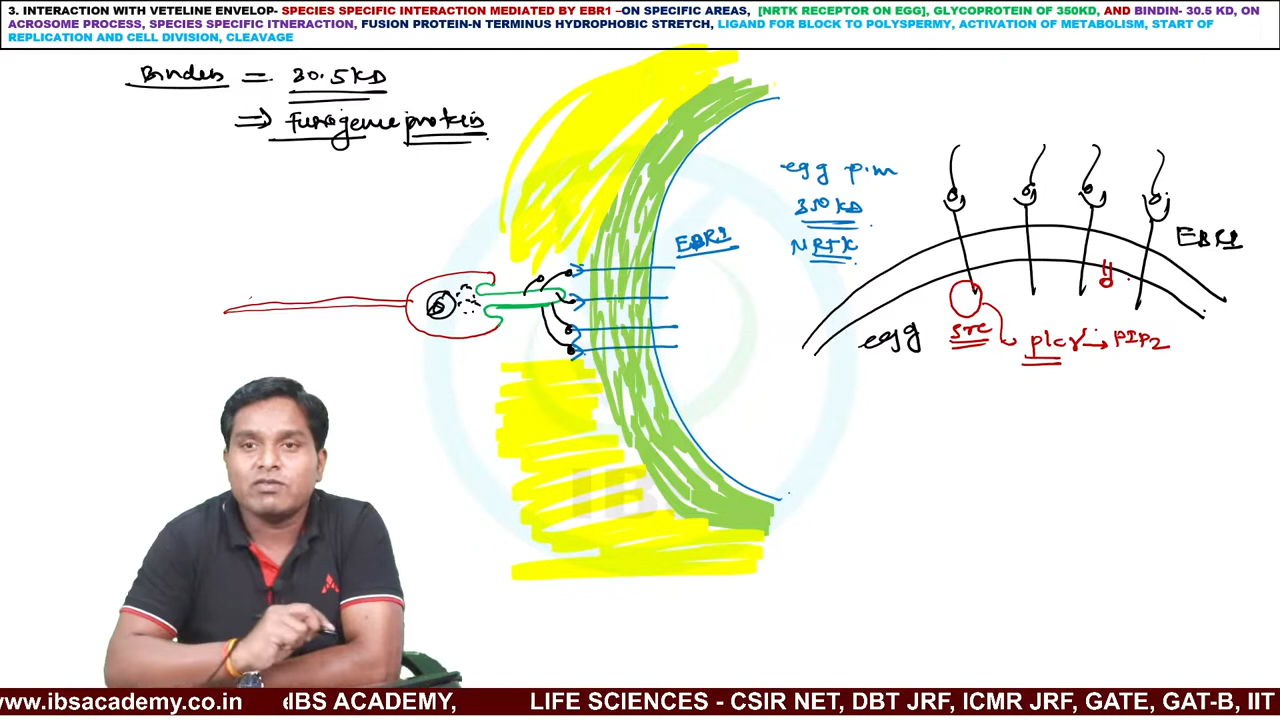 3. INTERACTION WITH VETELINE ENVELOP- SPECIES SPECIFIC INTERACTION MEDIATED BY EBR1 –ON SPECIFIC AREAS, [NRTK RECEPTOR ON EGG], GLYCOPROTEIN OF 350KD, AND BINDIN- 30.5 KD, ON
ACROSOME PROCESS, SPECIES SPECIFIC ITNERACTION, FUSION PROTEIN-N TERMINUS HYDROPHOBIC STRETCH, LIGAND FOR BLOCK TO POLYSPERMY, ACTIVATION OF METABOLISM, START OF
REPLICATION AND CELL DIVISION, CLEAVAGE
= 30.5KD
⇒ protein
egg p.m
350 KD
NRTK
EBR1
EBR1
egg
src
plcγ → PIP2
IBS
www.ibsacademy.co.in IBS ACADEMY, LIFE SCIENCES - CSIR NET, DBT JRF, ICMR JRF, GATE, GAT-B, IIT